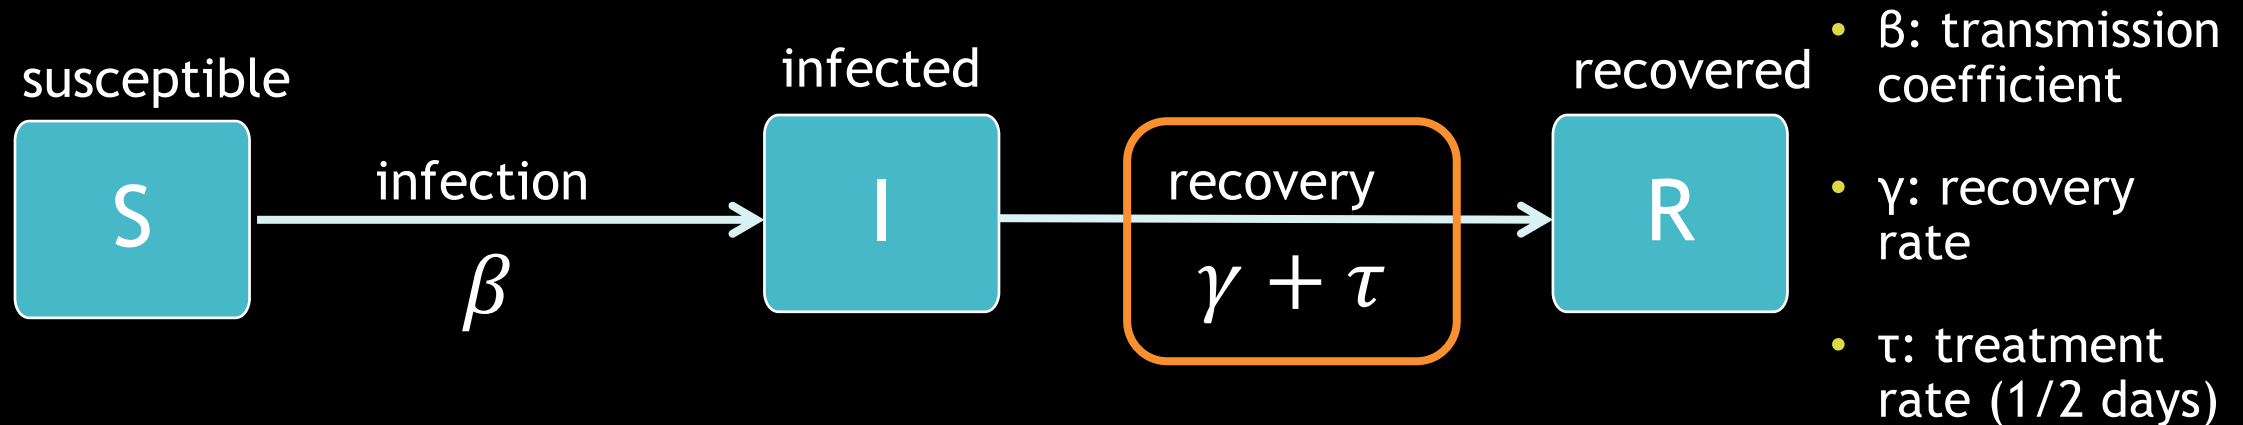 susceptible
infected
recovered
S
infection
β
I
recovery
γ + τ
R
• β: transmission
coefficient
• γ: recovery
rate
• τ: treatment
rate (1/2 days)